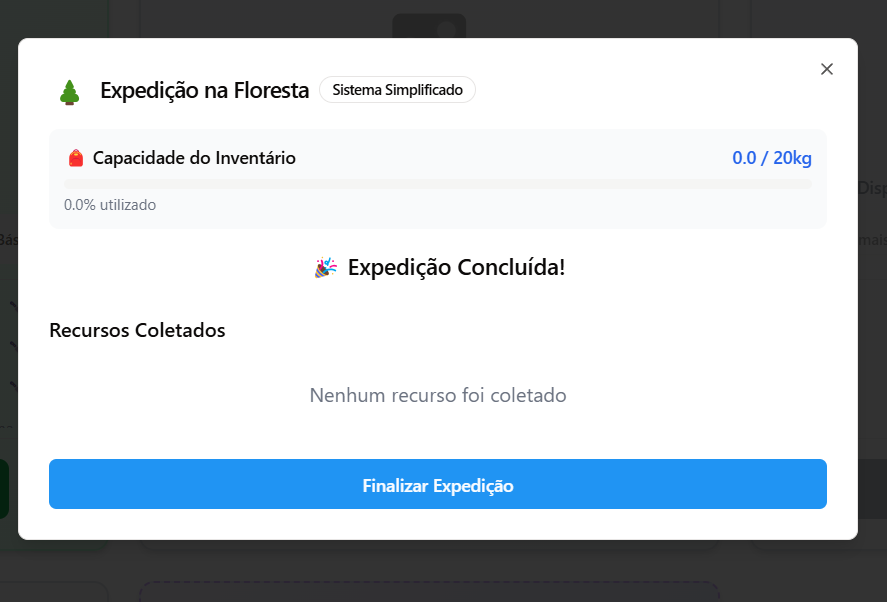 Expedição na Floresta
Sistema Simplificado
Capacidade do Inventário
0.0 / 20kg
0.0% utilizado
Expedição Concluída!
Recursos Coletados
Nenhum recurso foi coletado
Finalizar Expedição